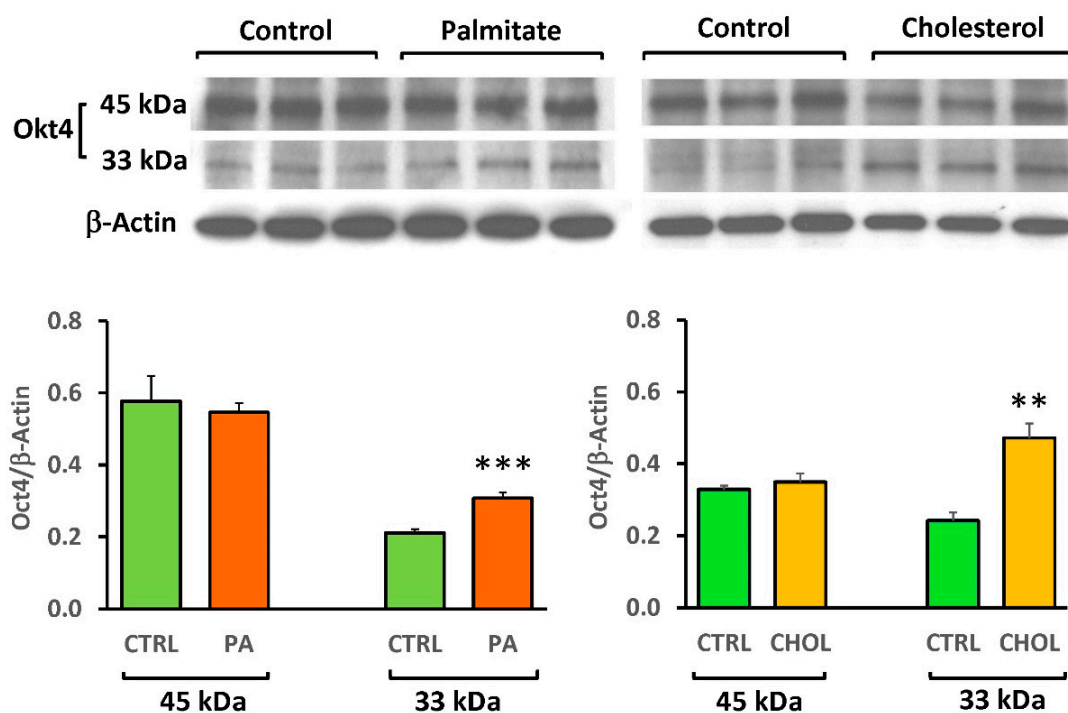 Control Palmitate Control Cholesterol
45 kDa
Okt4
33 kDa
β-Actin
0.8
0.6
0.4
0.2
0.0
Oct4/β-Actin
***
CTRL PA CTRL PA
45 kDa 33 kDa
0.8
0.6
0.4
0.2
0.0
Oct4/β-Actin
**
CTRL CHOL CTRL CHOL
45 kDa 33 kDa